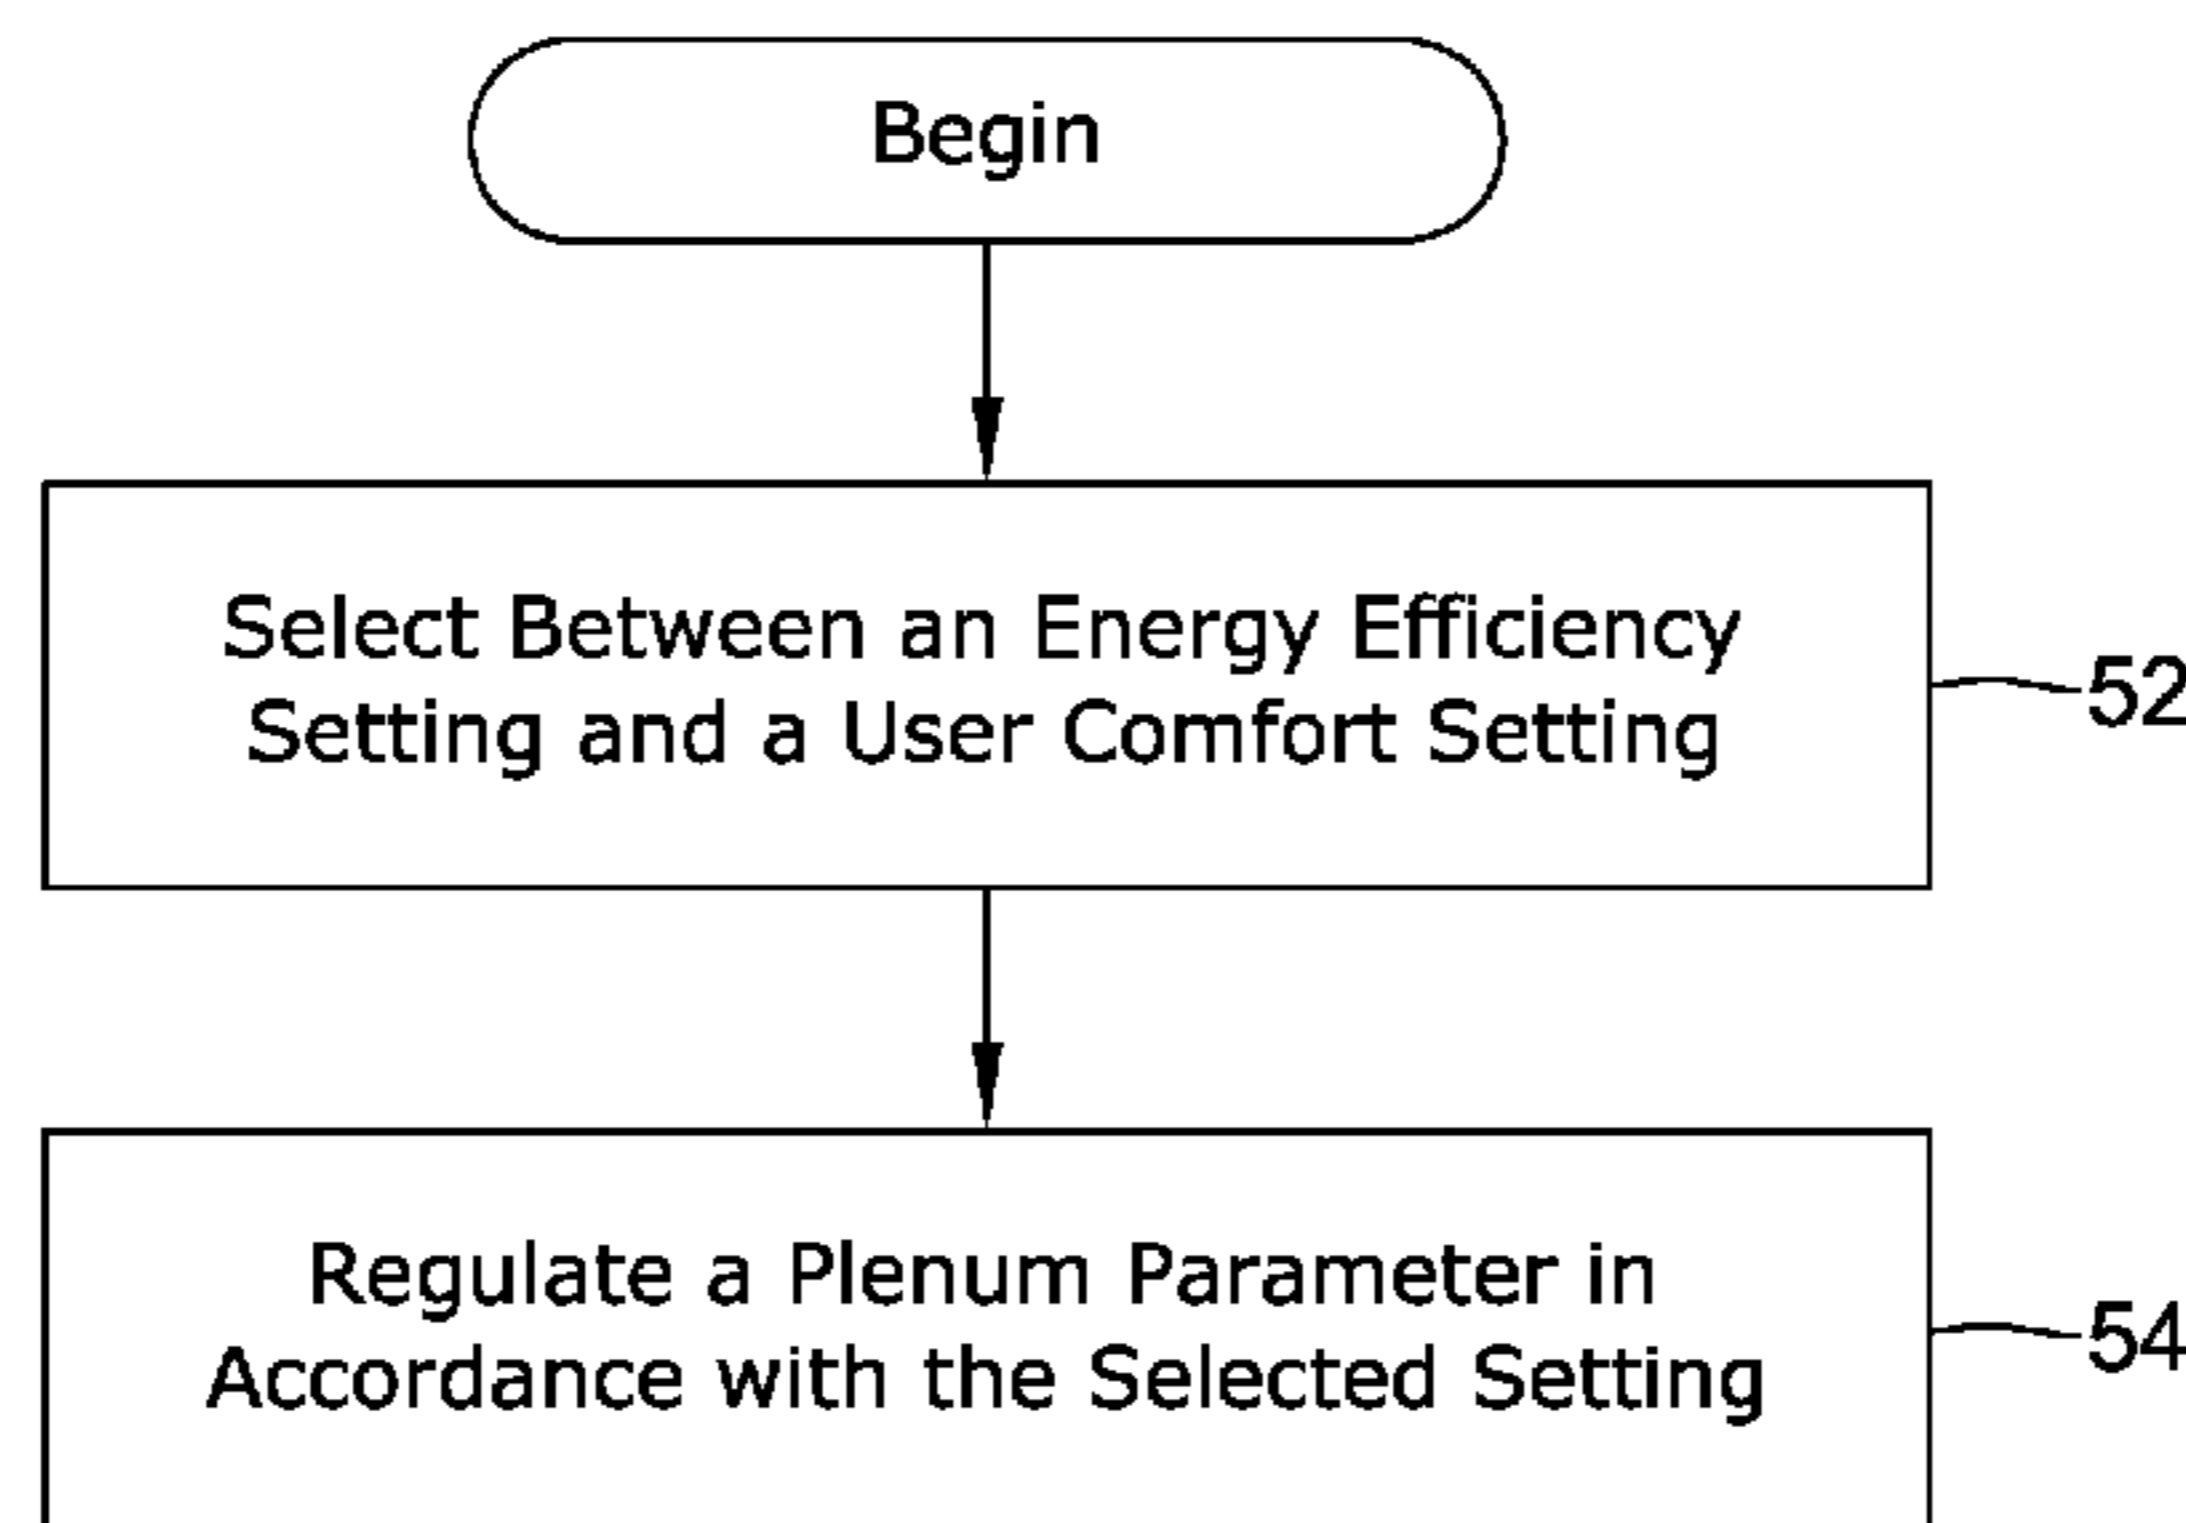 Begin
Select Between an Energy Efficiency
Setting and a User Comfort Setting
52
Regulate a Plenum Parameter in
Accordance with the Selected Setting
54